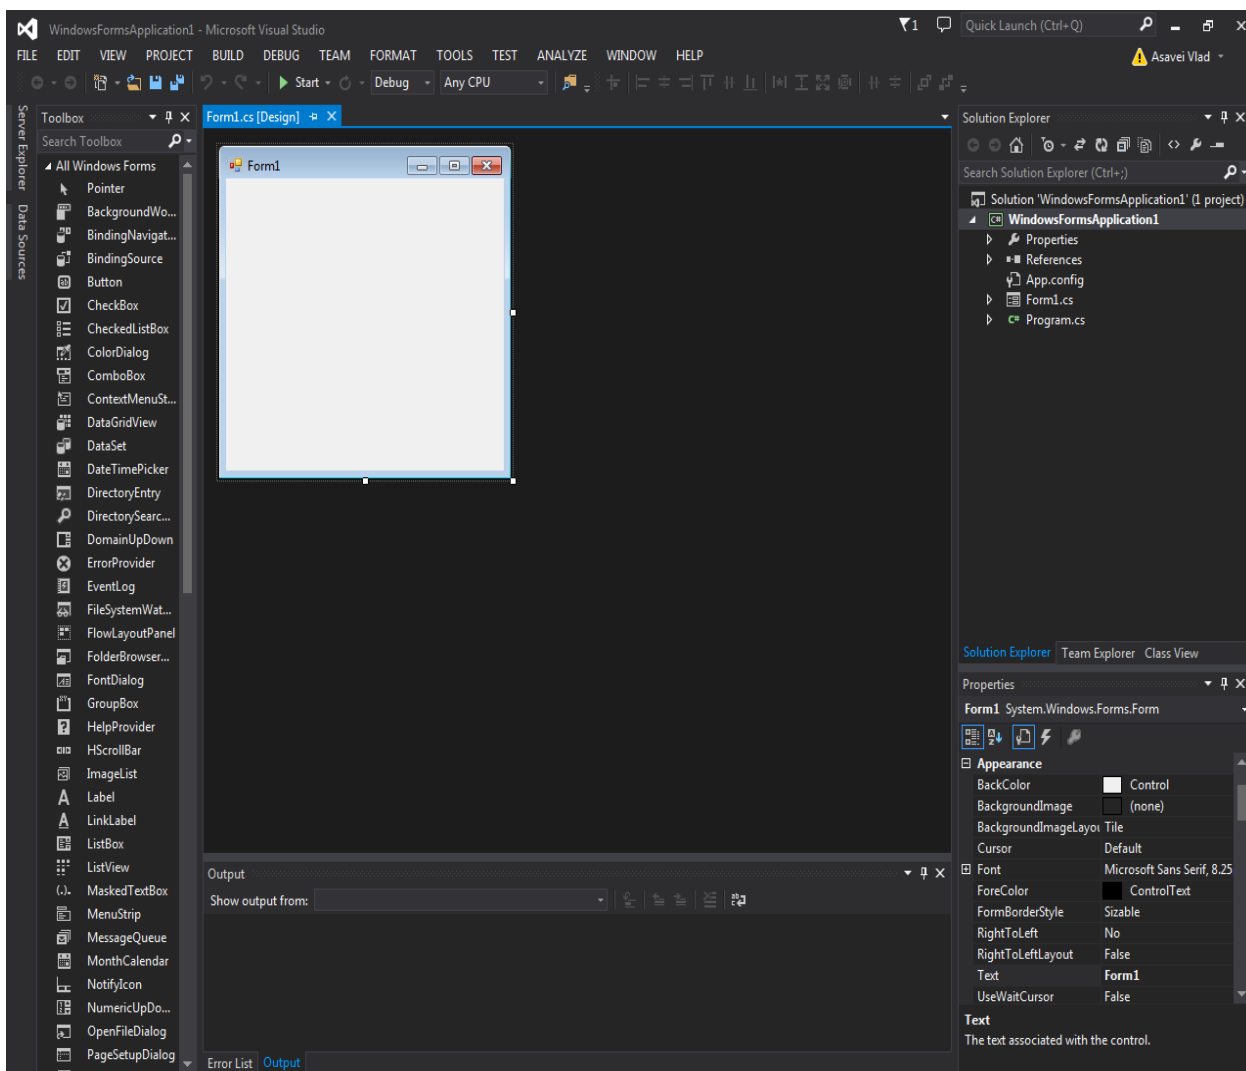 WindowsFormsApplication1 - Microsoft Visual Studio
1
Quick Launch (Ctrl+Q)
FILE EDIT VIEW PROJECT BUILD DEBUG TEAM FORMAT TOOLS TEST ANALYZE WINDOW HELP
Asavei Vlad
Start
Debug
Any CPU
Server Explorer
Data Sources
Toolbox
Search Toolbox
All Windows Forms
Pointer
BackgroundWo...
BindingNavigat...
BindingSource
Button
CheckBox
CheckedListBox
ColorDialog
ComboBox
ContextMenuSt...
DataGridView
DataSet
DateTimePicker
DirectoryEntry
DirectorySearc...
DomainUpDown
ErrorProvider
EventLog
FileSystemWat...
FlowLayoutPanel
FolderBrowser...
FontDialog
GroupBox
HelpProvider
HScrollBar
ImageList
Label
LinkLabel
ListBox
ListView
MaskedTextBox
MenuStrip
MessageQueue
MonthCalendar
NotifyIcon
NumericUpDo...
OpenFileDialog
PageSetupDialog
Form1.cs [Design]
Form1
Output
Show output from:
Error List Output
Solution Explorer
Search Solution Explorer (Ctrl+;)
Solution 'WindowsFormsApplication1' (1 project)
WindowsFormsApplication1
Properties
References
App.config
Form1.cs
Program.cs
Solution Explorer Team Explorer Class View
Properties
Form1 System.Windows.Forms.Form
Appearance
BackColor Control
BackgroundImage (none)
BackgroundImageLayou Tile
Cursor Default
Font Microsoft Sans Serif, 8.25
ForeColor ControlText
FormBorderStyle Sizable
RightToLeft No
RightToLeftLayout False
Text Form1
UseWaitCursor False
Text
The text associated with the control.